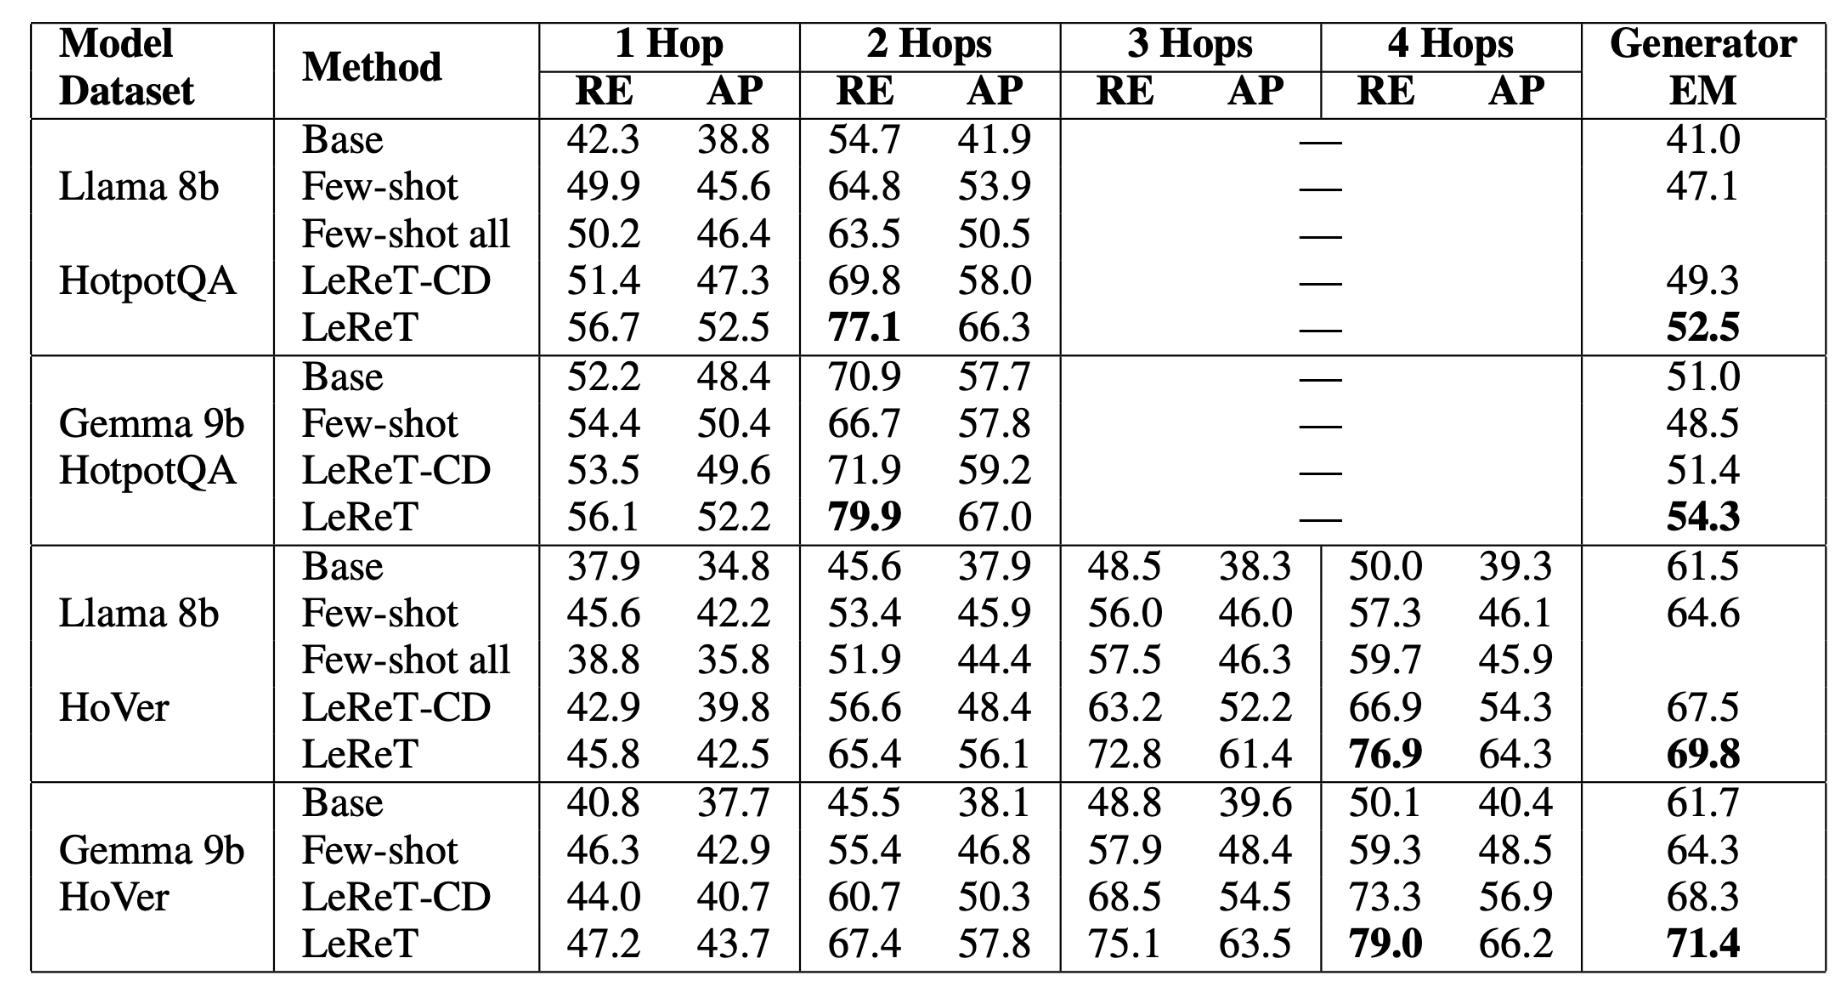 Model Method 1 Hop 2 Hops 3 Hops 4 Hops Generator
Dataset RE AP RE AP RE AP RE AP EM
Base 42.3 38.8 54.7 41.9 — 41.0
Llama 8b Few-shot 49.9 45.6 64.8 53.9 — 47.1
Few-shot all 50.2 46.4 63.5 50.5 —
HotpotQA LeReT-CD 51.4 47.3 69.8 58.0 — 49.3
LeReT 56.7 52.5 77.1 66.3 — 52.5
Base 52.2 48.4 70.9 57.7 — 51.0
Gemma 9b Few-shot 54.4 50.4 66.7 57.8 — 48.5
HotpotQA LeReT-CD 53.5 49.6 71.9 59.2 — 51.4
LeReT 56.1 52.2 79.9 67.0 — 54.3
Base 37.9 34.8 45.6 37.9 48.5 38.3 50.0 39.3 61.5
Llama 8b Few-shot 45.6 42.2 53.4 45.9 56.0 46.0 57.3 46.1 64.6
Few-shot all 38.8 35.8 51.9 44.4 57.5 46.3 59.7 45.9
HoVer LeReT-CD 42.9 39.8 56.6 48.4 63.2 52.2 66.9 54.3 67.5
LeReT 45.8 42.5 65.4 56.1 72.8 61.4 76.9 64.3 69.8
Base 40.8 37.7 45.5 38.1 48.8 39.6 50.1 40.4 61.7
Gemma 9b Few-shot 46.3 42.9 55.4 46.8 57.9 48.4 59.3 48.5 64.3
HoVer LeReT-CD 44.0 40.7 60.7 50.3 68.5 54.5 73.3 56.9 68.3
LeReT 47.2 43.7 67.4 57.8 75.1 63.5 79.0 66.2 71.4